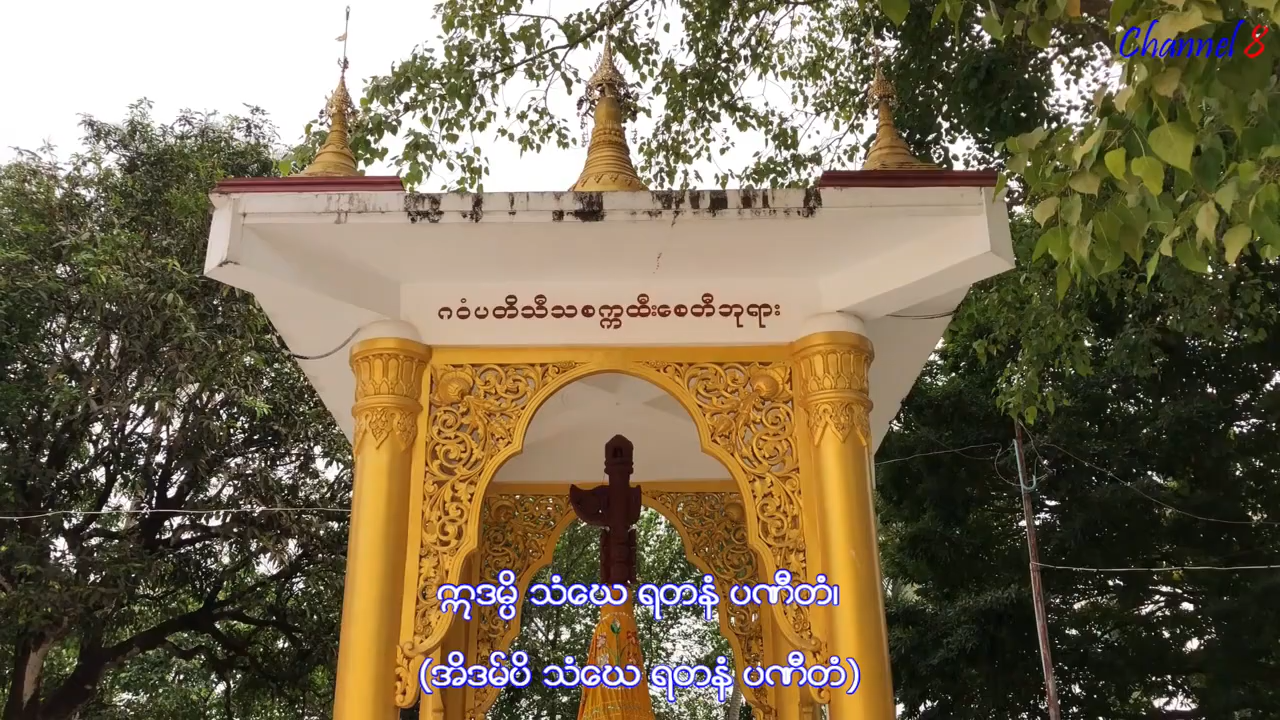 Channel 8
ဂဝံပတိသီသစက္ကထီးစေတီဘုရား
ဣဒမ္ပိ သံဃေ ရတနံ ပဏီတံ၊
(အိဒမ်ပိ သံဃေ ရတနံ ပဏီတံ)